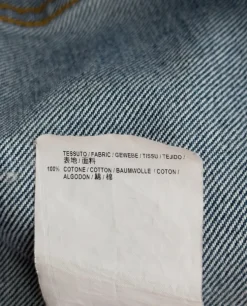 TESSUTO / FABRIC / GEWEBE / TISSU / TEJIDO /
表地 / 面料
100% COTONE / COTTON / BAUMWOLLE / COTON /
ALGODON / 綿 / 棉